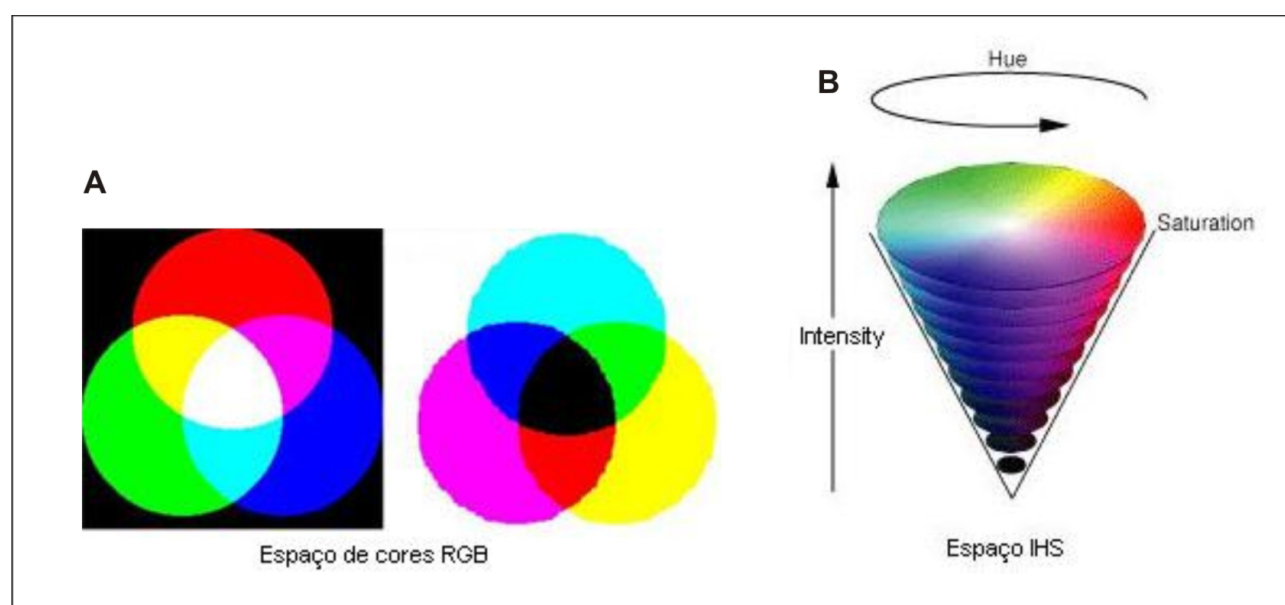 A
Espaço de cores RGB
B
Hue
Saturation
Intensity
Espaço IHS